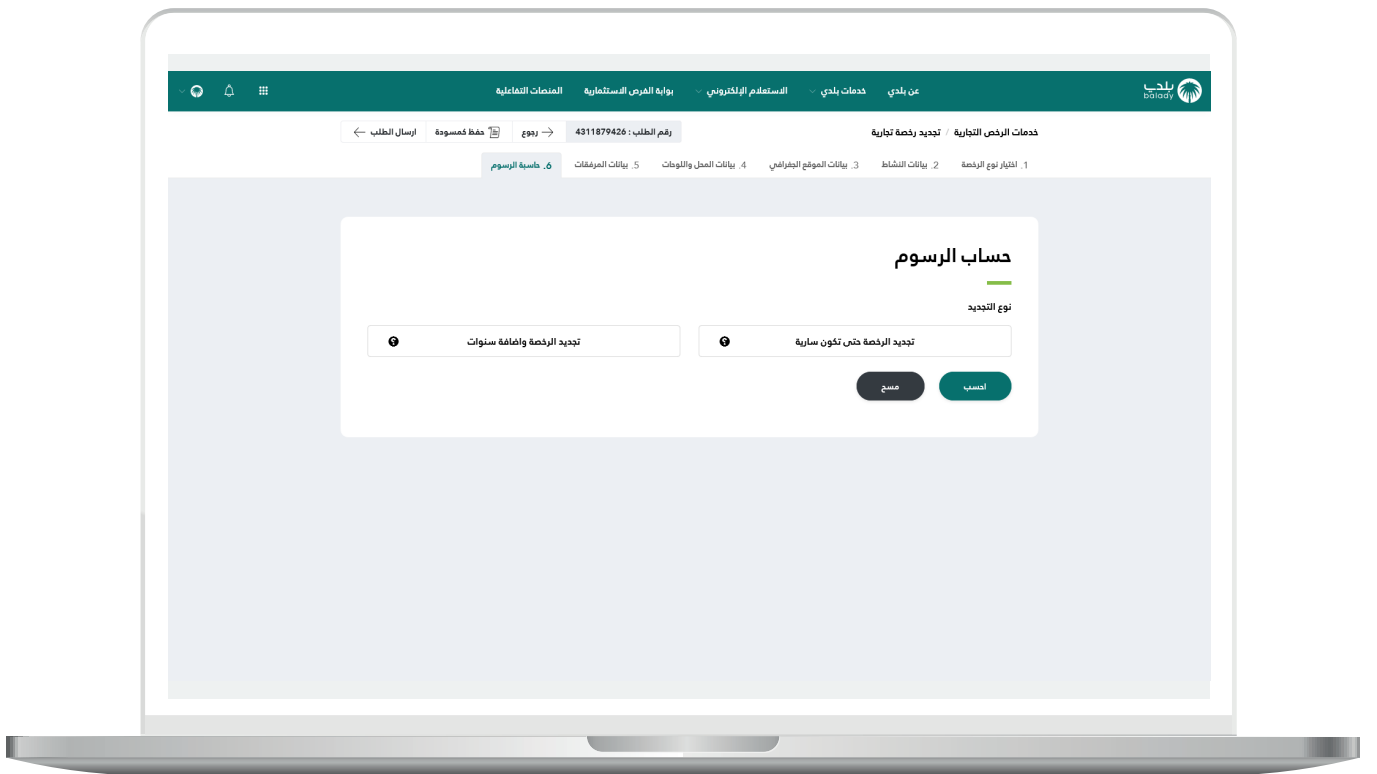 بلدي
balady
عن بلدي خدمات بلدي الاستعلام الإلكتروني بوابة الفرص الاستثمارية المنصات التفاعلية
خدمات الرخص التجارية / تجديد رخصة تجارية
رقم الطلب : 4311879426 رجوع حفظ كمسودة ارسال الطلب
1. اختيار نوع الرخصة 2. بيانات النشاط 3. بيانات الموقع الجغرافي 4. بيانات المحل واللوحات 5. بيانات المرفقات 6. حاسبة الرسوم
حساب الرسوم
نوع التجديد
تجديد الرخصة حتى تكون سارية ؟ تجديد الرخصة واضافة سنوات ؟
احسب مسح